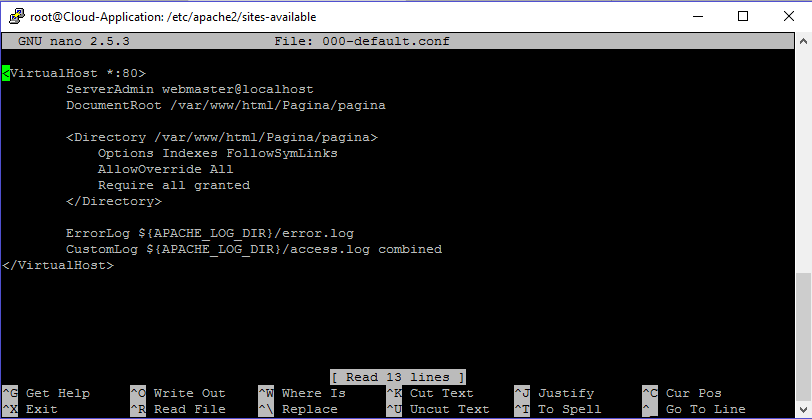 root@Cloud-Application: /etc/apache2/sites-available
GNU nano 2.5.3 File: 000-default.conf
<VirtualHost *:80>
ServerAdmin webmaster@localhost
DocumentRoot /var/www/html/Pagina/pagina
<Directory /var/www/html/Pagina/pagina>
Options Indexes FollowSymLinks
AllowOverride All
Require all granted
</Directory>
ErrorLog ${APACHE_LOG_DIR}/error.log
CustomLog ${APACHE_LOG_DIR}/access.log combined
</VirtualHost>
[ Read 13 lines ]
^G Get Help ^O Write Out ^W Where Is ^K Cut Text ^J Justify ^C Cur Pos
^X Exit ^R Read File ^\ Replace ^U Uncut Text ^T To Spell ^_ Go To Line